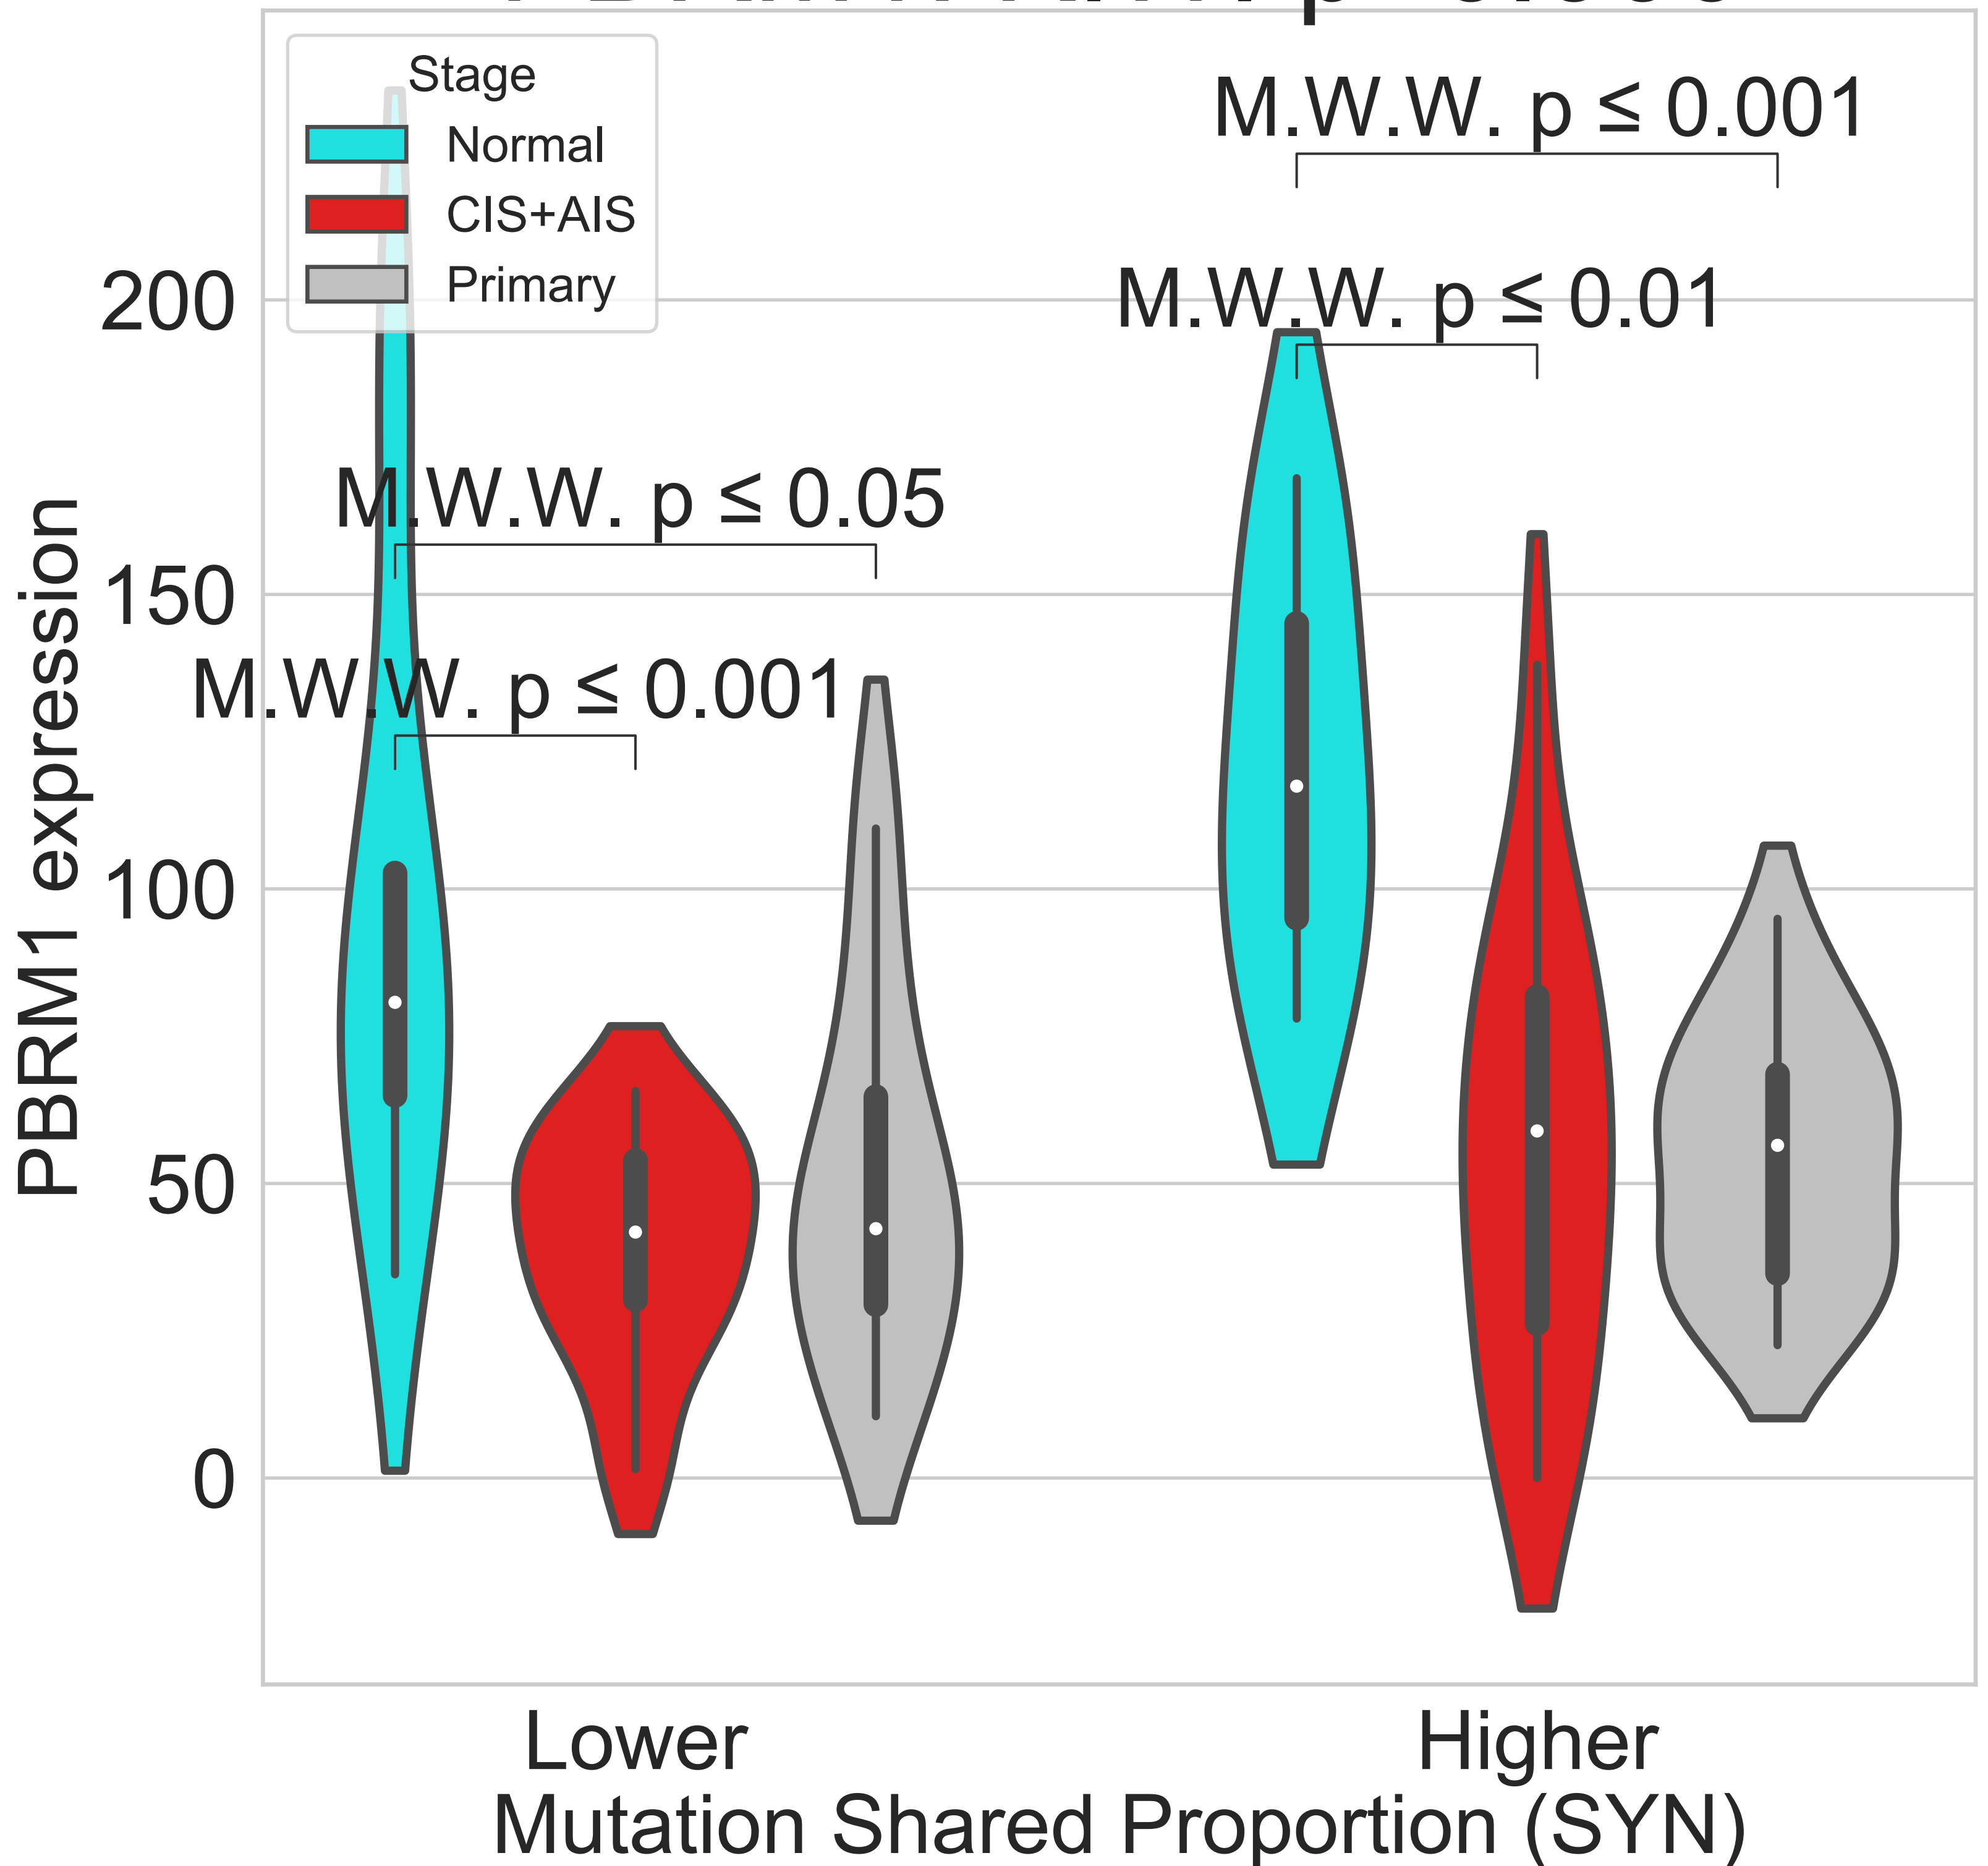 Stage
Normal
CIS+AIS
Primary
M.W.W. p ≤ 0.001
M.W.W. p ≤ 0.01
M.W.W. p ≤ 0.05
M.W.W. p ≤ 0.001
PBRM1 expression
200
150
100
50
0
Lower
Higher
Mutation Shared Proportion (SYN)